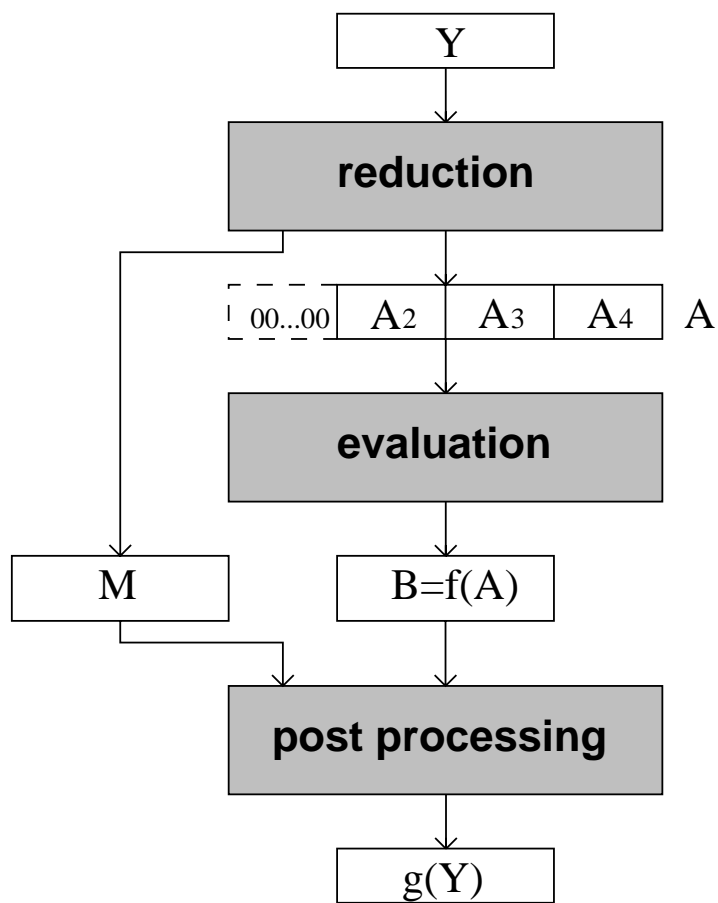 Y
reduction
00...00 A2 A3 A4 A
evaluation
M B=f(A)
post processing
g(Y)